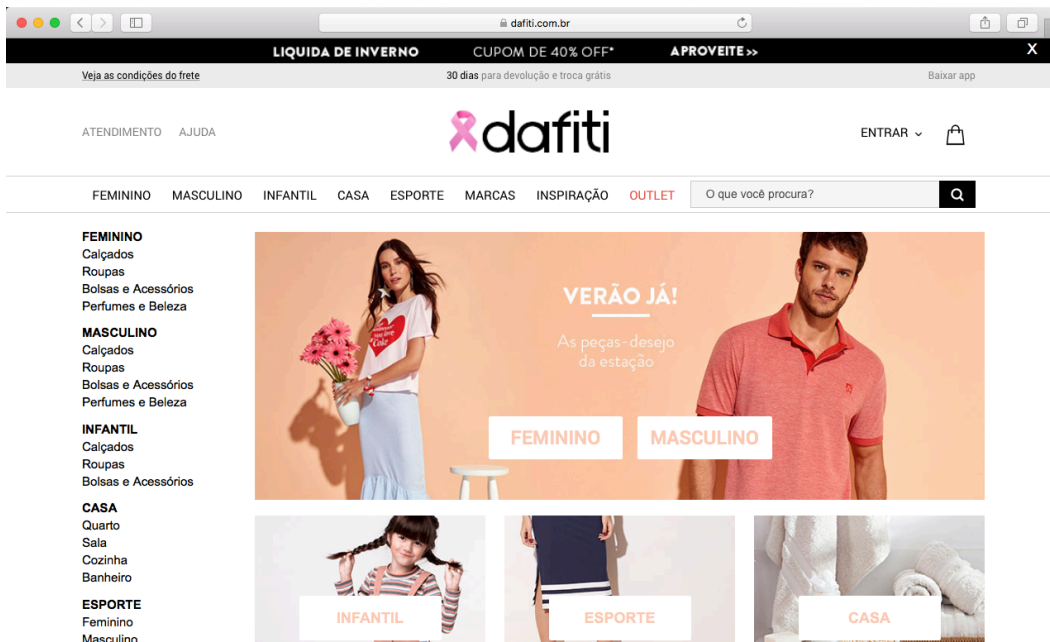 dafiti.com.br
LIQUIDA DE INVERNO CUPOM DE 40% OFF* APROVEITE >> X
Veja as condições do frete 30 dias para devolução e troca grátis Baixar app
ATENDIMENTO AJUDA dafiti ENTRAR
FEMININO MASCULINO INFANTIL CASA ESPORTE MARCAS INSPIRAÇÃO OUTLET O que você procura?
FEMININO
Calçados
Roupas
Bolsas e Acessórios
Perfumes e Beleza
MASCULINO
Calçados
Roupas
Bolsas e Acessórios
Perfumes e Beleza
INFANTIL
Calçados
Roupas
Bolsas e Acessórios
CASA
Quarto
Sala
Cozinha
Banheiro
ESPORTE
Feminino
Masculino
VERÃO JÁ!
As peças-desejo
da estação
FEMININO MASCULINO
INFANTIL ESPORTE CASA